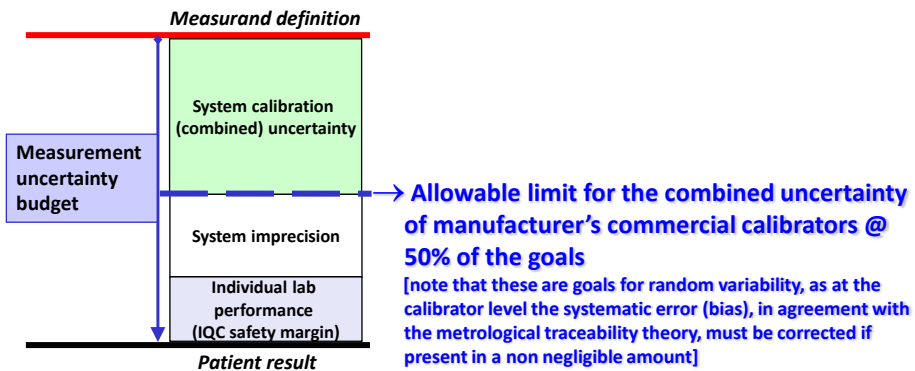 Measurand definition
System calibration
(combined) uncertainty
Measurement
uncertainty
budget
→ Allowable limit for the combined uncertainty
of manufacturer's commercial calibrators @
50% of the goals
[note that these are goals for random variability, as at the
calibrator level the systematic error (bias), in agreement with
the metrological traceability theory, must be corrected if
present in a non negligible amount]
System imprecision
Individual lab
performance
(IQC safety margin)
Patient result